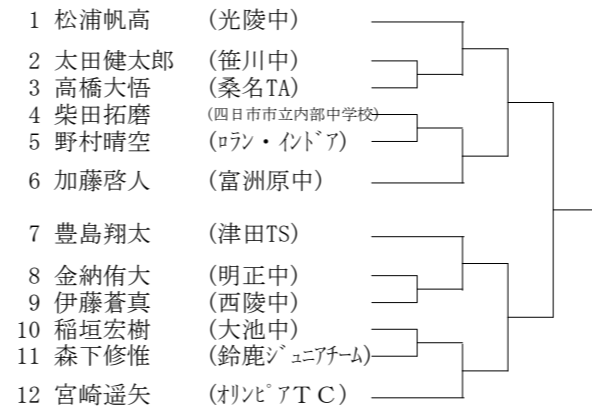 1 松浦帆高 (光陵中)
2 太田健太郎 (笹川中)
3 高橋大悟 (桑名TA)
4 柴田拓磨 (四日市市立内部中学校)
5 野村晴空 (ﾛﾗﾝ・ｲﾝﾄﾞｱ)
6 加藤啓人 (富洲原中)
7 豊島翔太 (津田TS)
8 金納侑大 (明正中)
9 伊藤蒼真 (西陵中)
10 稲垣宏樹 (大池中)
11 森下修惟 (鈴鹿ｼﾞｭﾆｱﾁｰﾑ)
12 宮崎遥矢 (ｵﾘﾝﾋﾟｱＴＣ)